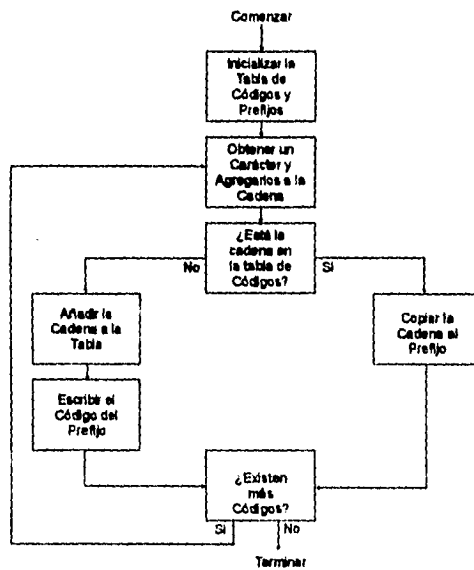 Comenzar
Inicializar la
Tabla de
Códigos y
Prefijos
Obtener un
Carácter y
Agregarlos a la
Cadena
¿Está la
cadena en
la tabla de
Códigos?
No
Sí
Añadir la
Cadena a la
Tabla
Copiar la
Cadena al
Prefijo
Escribir el
Código del
Prefijo
¿Existen
más
Códigos?
Sí
No
Terminar